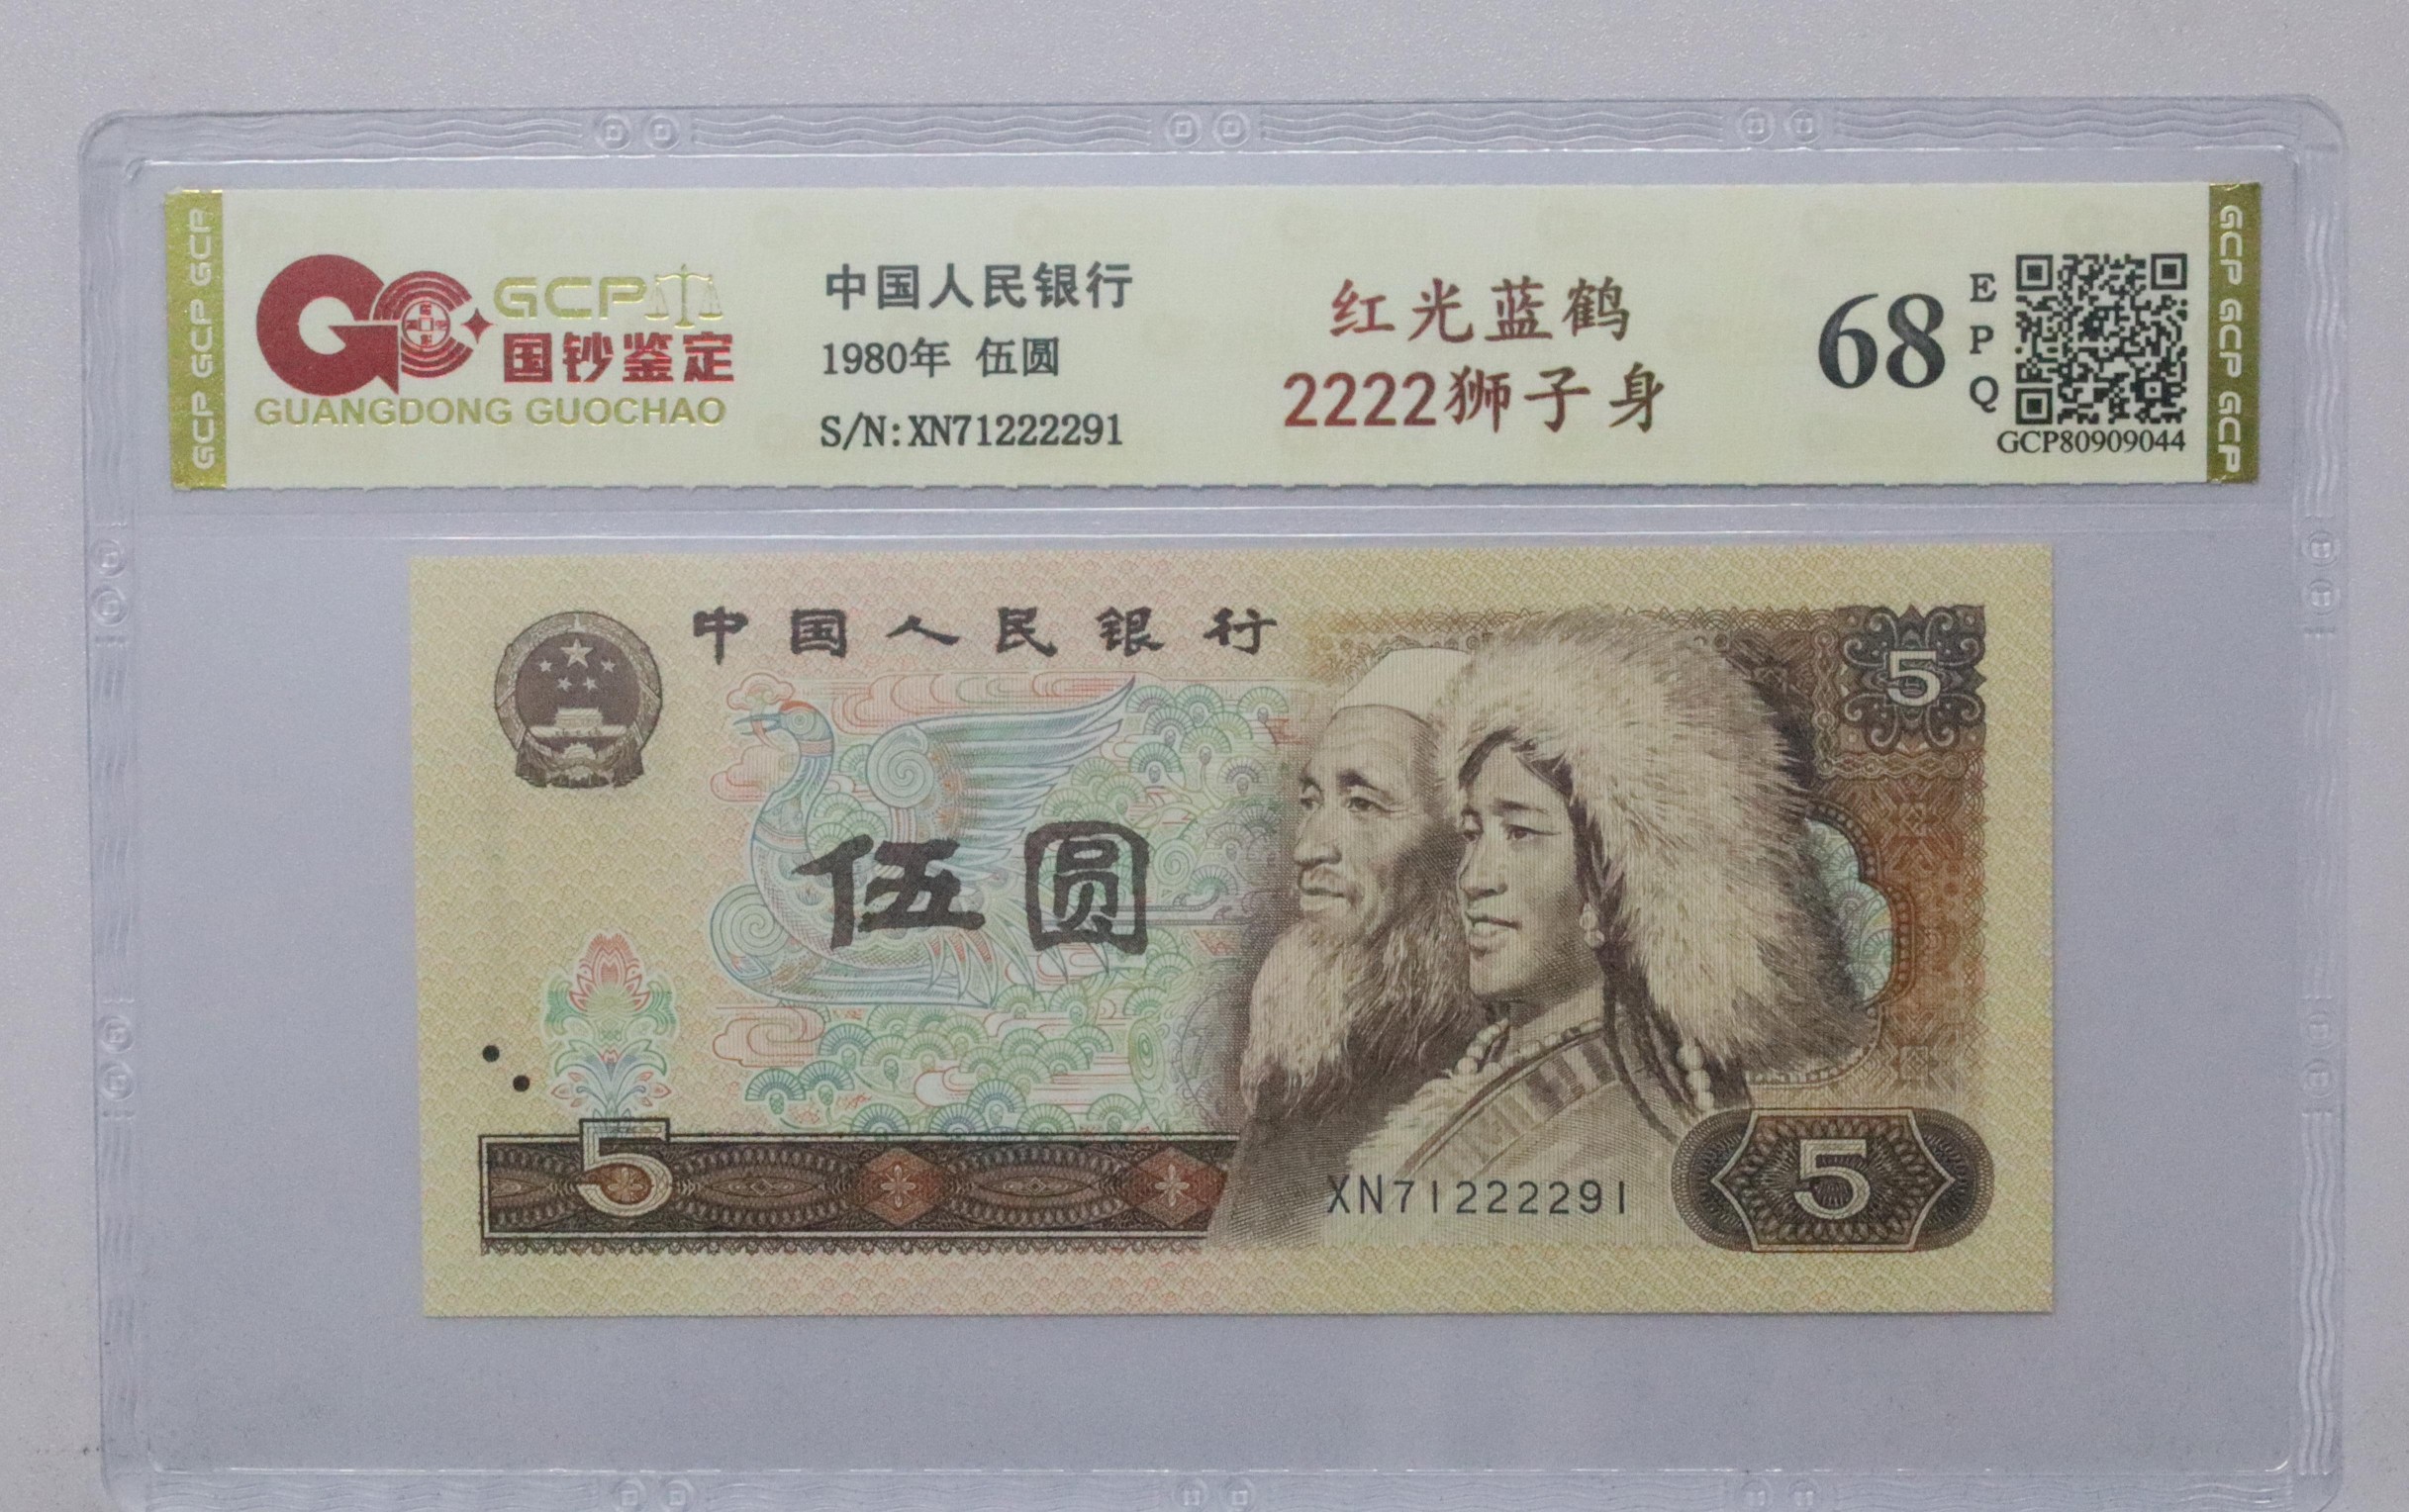 GCP GCP GCP
GCP
国钞鉴定
GUANGDONG GUOCHAO
中国人民银行
1980年 伍圆
S/N:XN71222291
红光蓝鹤
2222狮子身
68
EPQ
GCP80909044
GCP GCP GCP
中国人民银行
5
伍圆
5
XN71222291
5